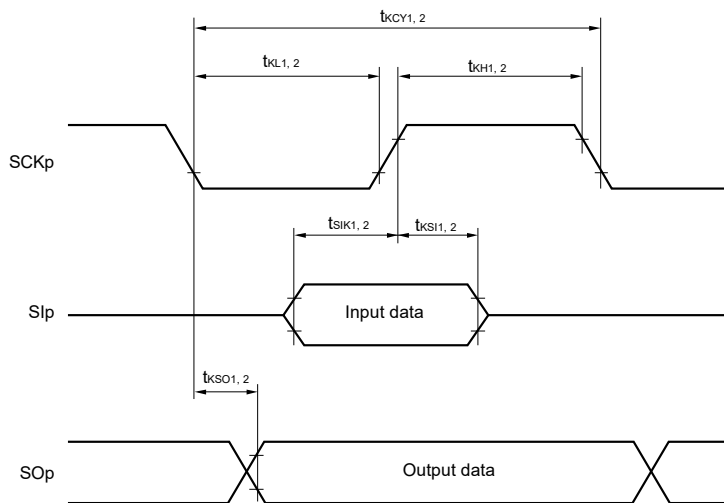 tKCY1, 2
tKL1, 2
tKH1, 2
SCKp
tSIK1, 2
tKSI1, 2
SIp
Input data
tKSO1, 2
SOp
Output data